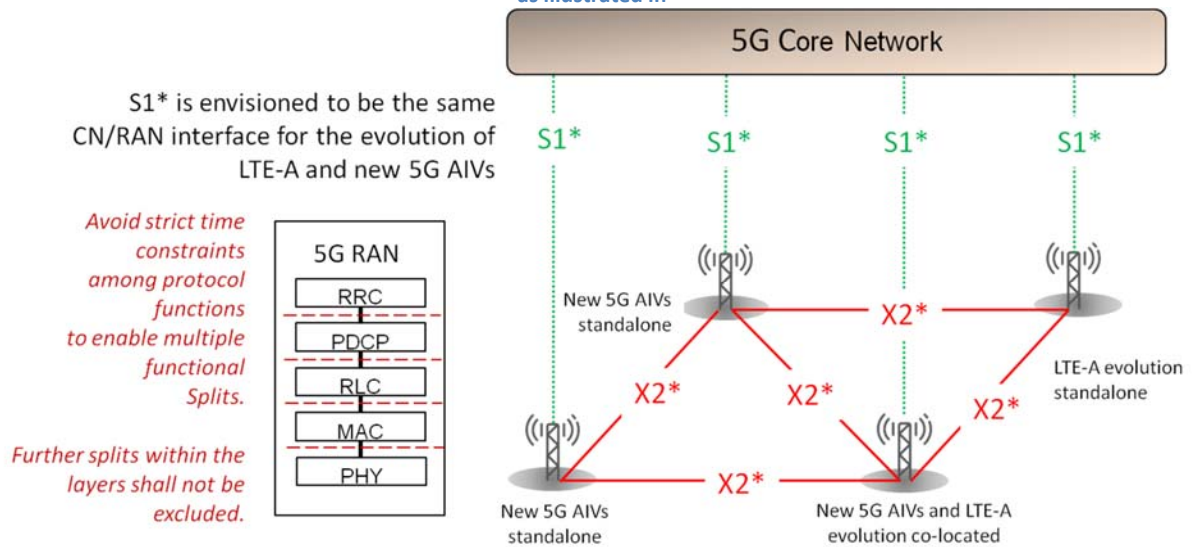 as illustrated in
5G Core Network
S1* is envisioned to be the same
CN/RAN interface for the evolution of
LTE-A and new 5G AIVs
S1*
S1*
S1*
S1*
Avoid strict time
constraints
among protocol
functions
to enable multiple
functional
Splits.
Further splits within the
layers shall not be
excluded.
5G RAN
RRC
PDCP
RLC
MAC
PHY
New 5G AIVs
standalone
X2*
LTE-A evolution
standalone
X2*
X2*
X2*
X2*
New 5G AIVs
standalone
New 5G AIVs and LTE-A
evolution co-located